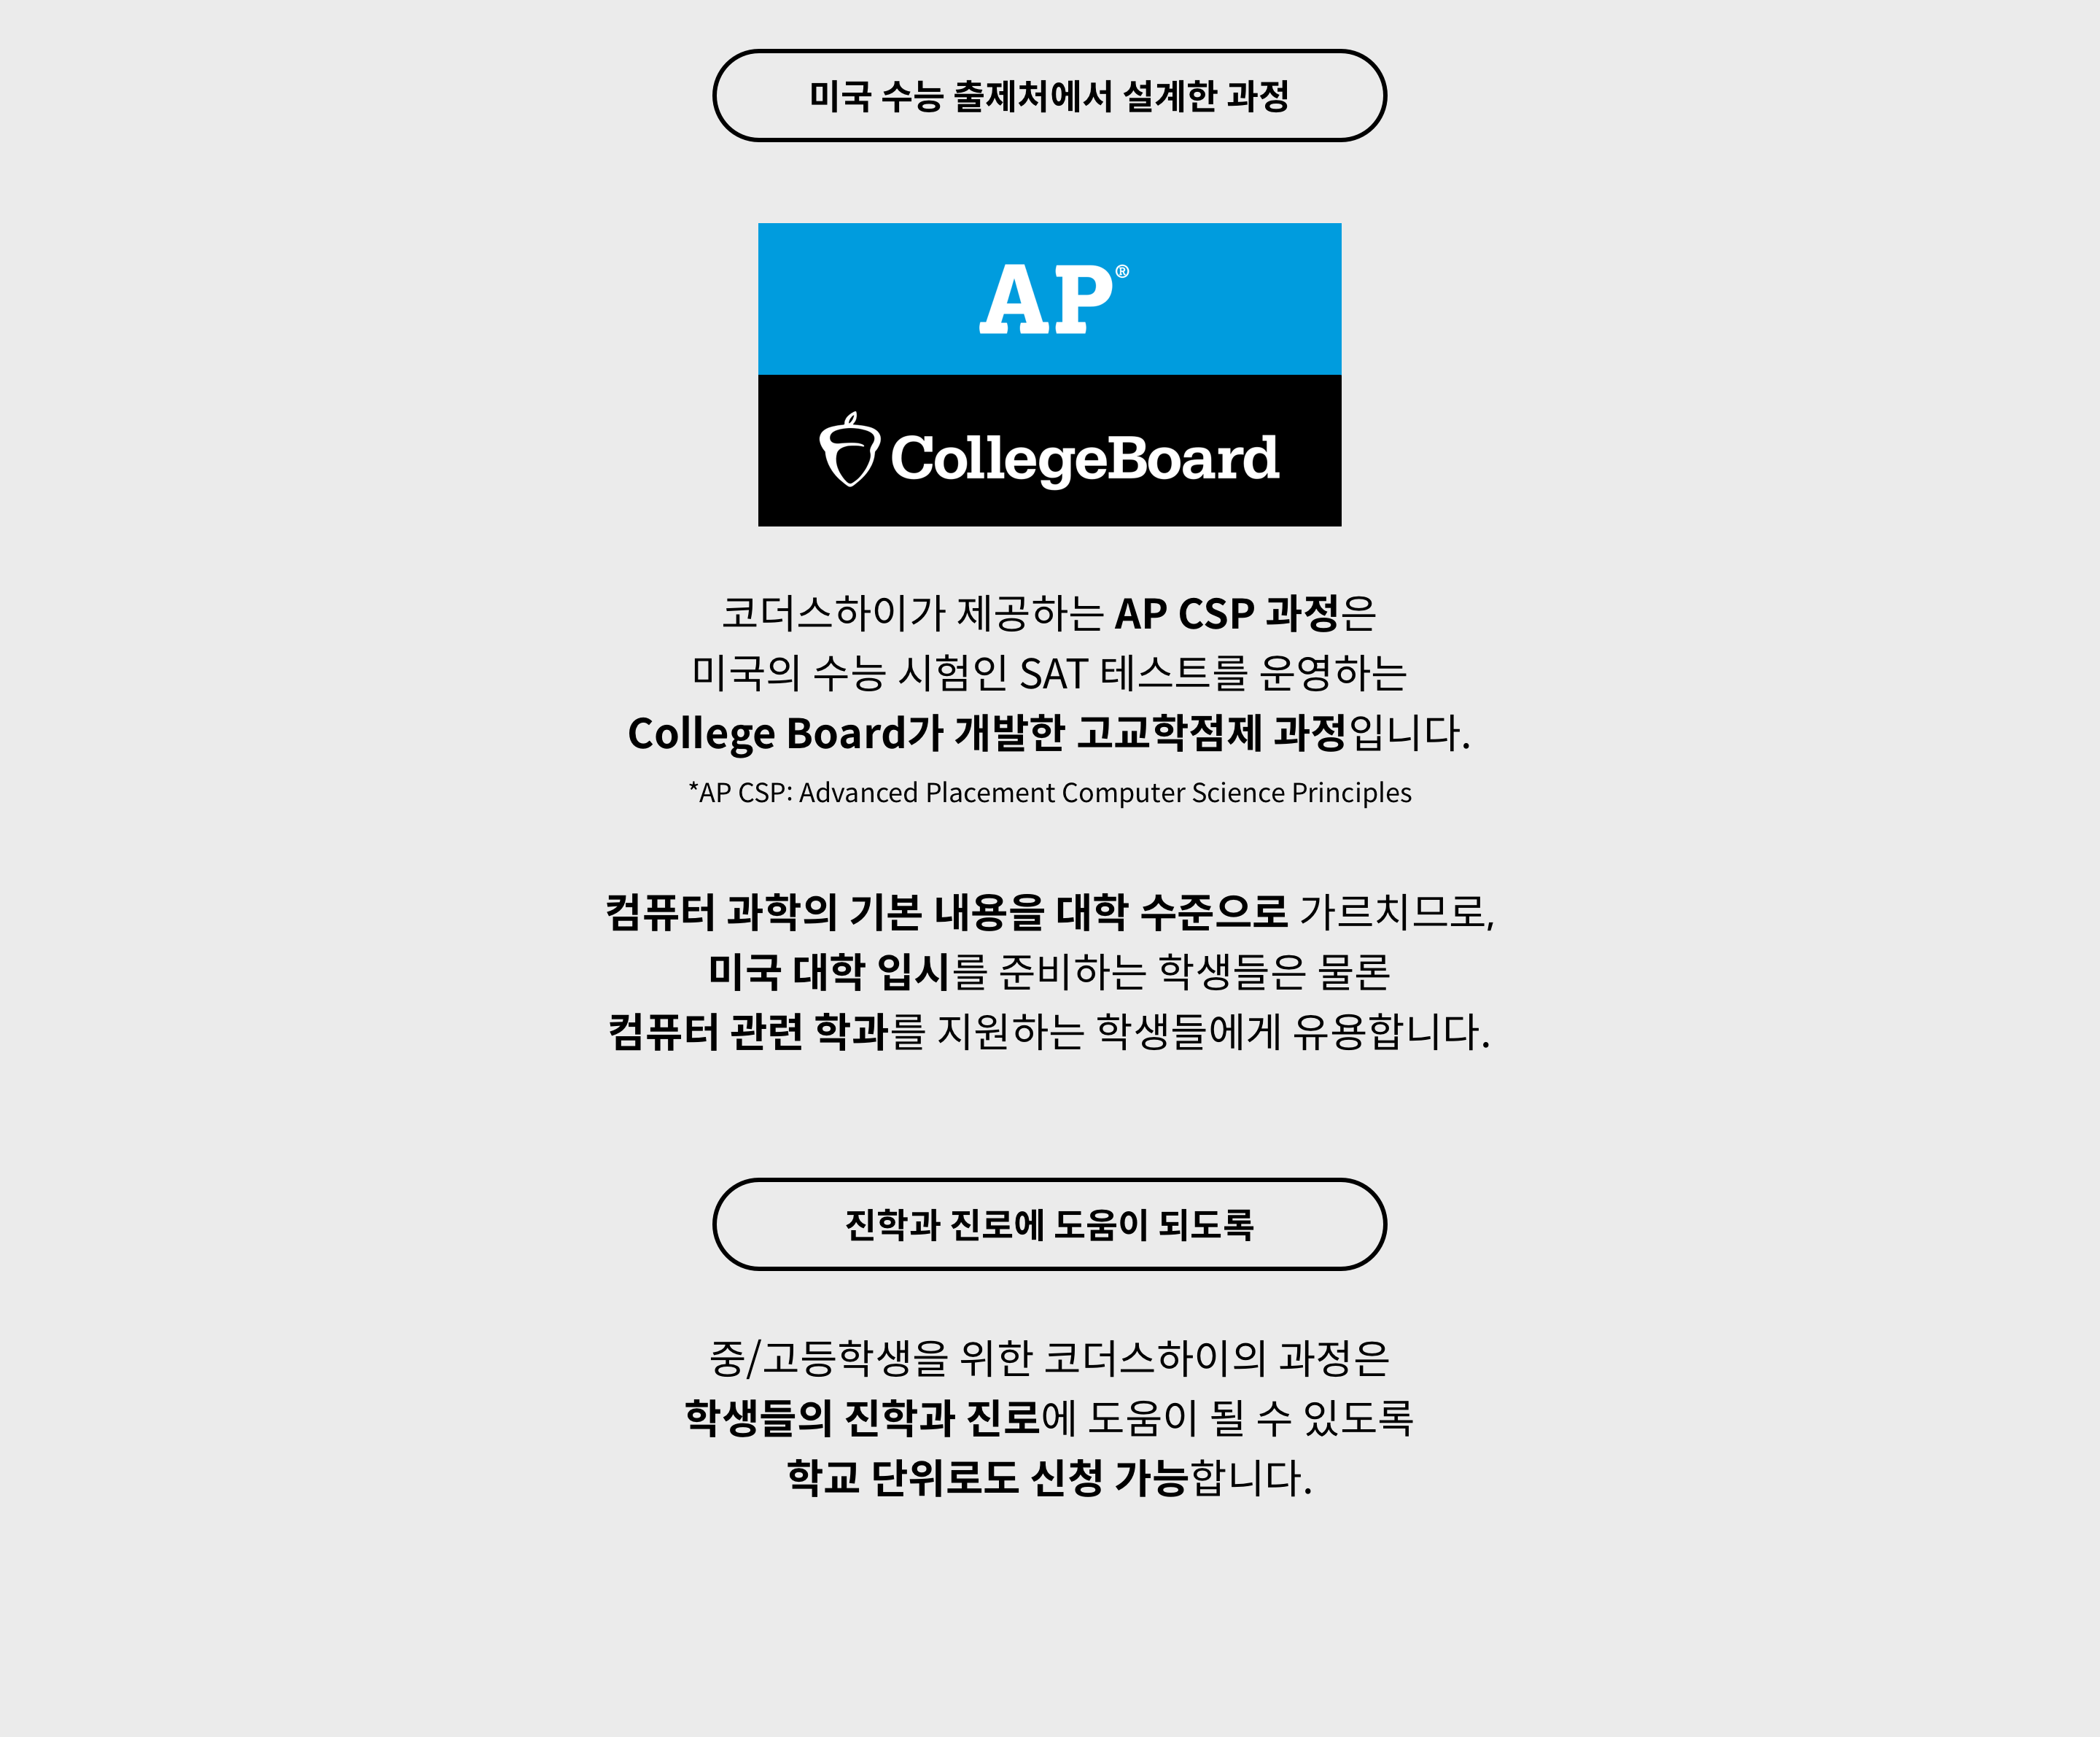 미국 수능 출제처에서 설계한 과정
AP®
CollegeBoard
코더스하이가 제공하는 AP CSP 과정은
미국의 수능 시험인 SAT 테스트를 운영하는
College Board가 개발한 고교학점제 과정입니다.
*AP CSP: Advanced Placement Computer Science Principles
컴퓨터 과학의 기본 내용을 대학 수준으로 가르치므로,
미국 대학 입시를 준비하는 학생들은 물론
컴퓨터 관련 학과를 지원하는 학생들에게 유용합니다.
진학과 진로에 도움이 되도록
중/고등학생을 위한 코더스하이의 과정은
학생들의 진학과 진로에 도움이 될 수 있도록
학교 단위로도 신청 가능합니다.